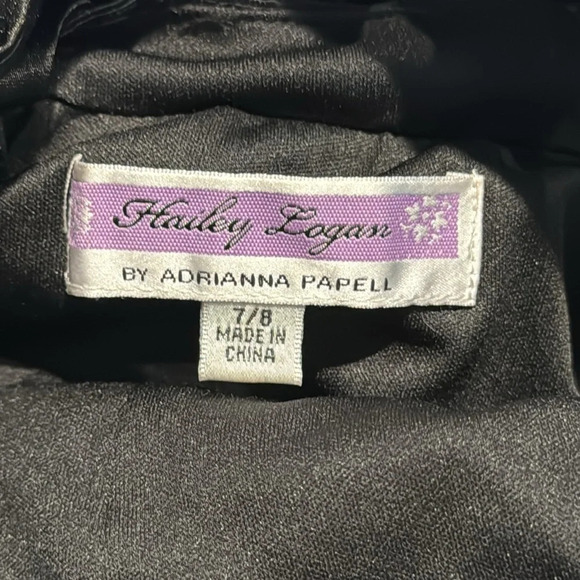 Hailey Logan
BY ADRIANNA PAPELL
7/8
MADE IN
CHINA